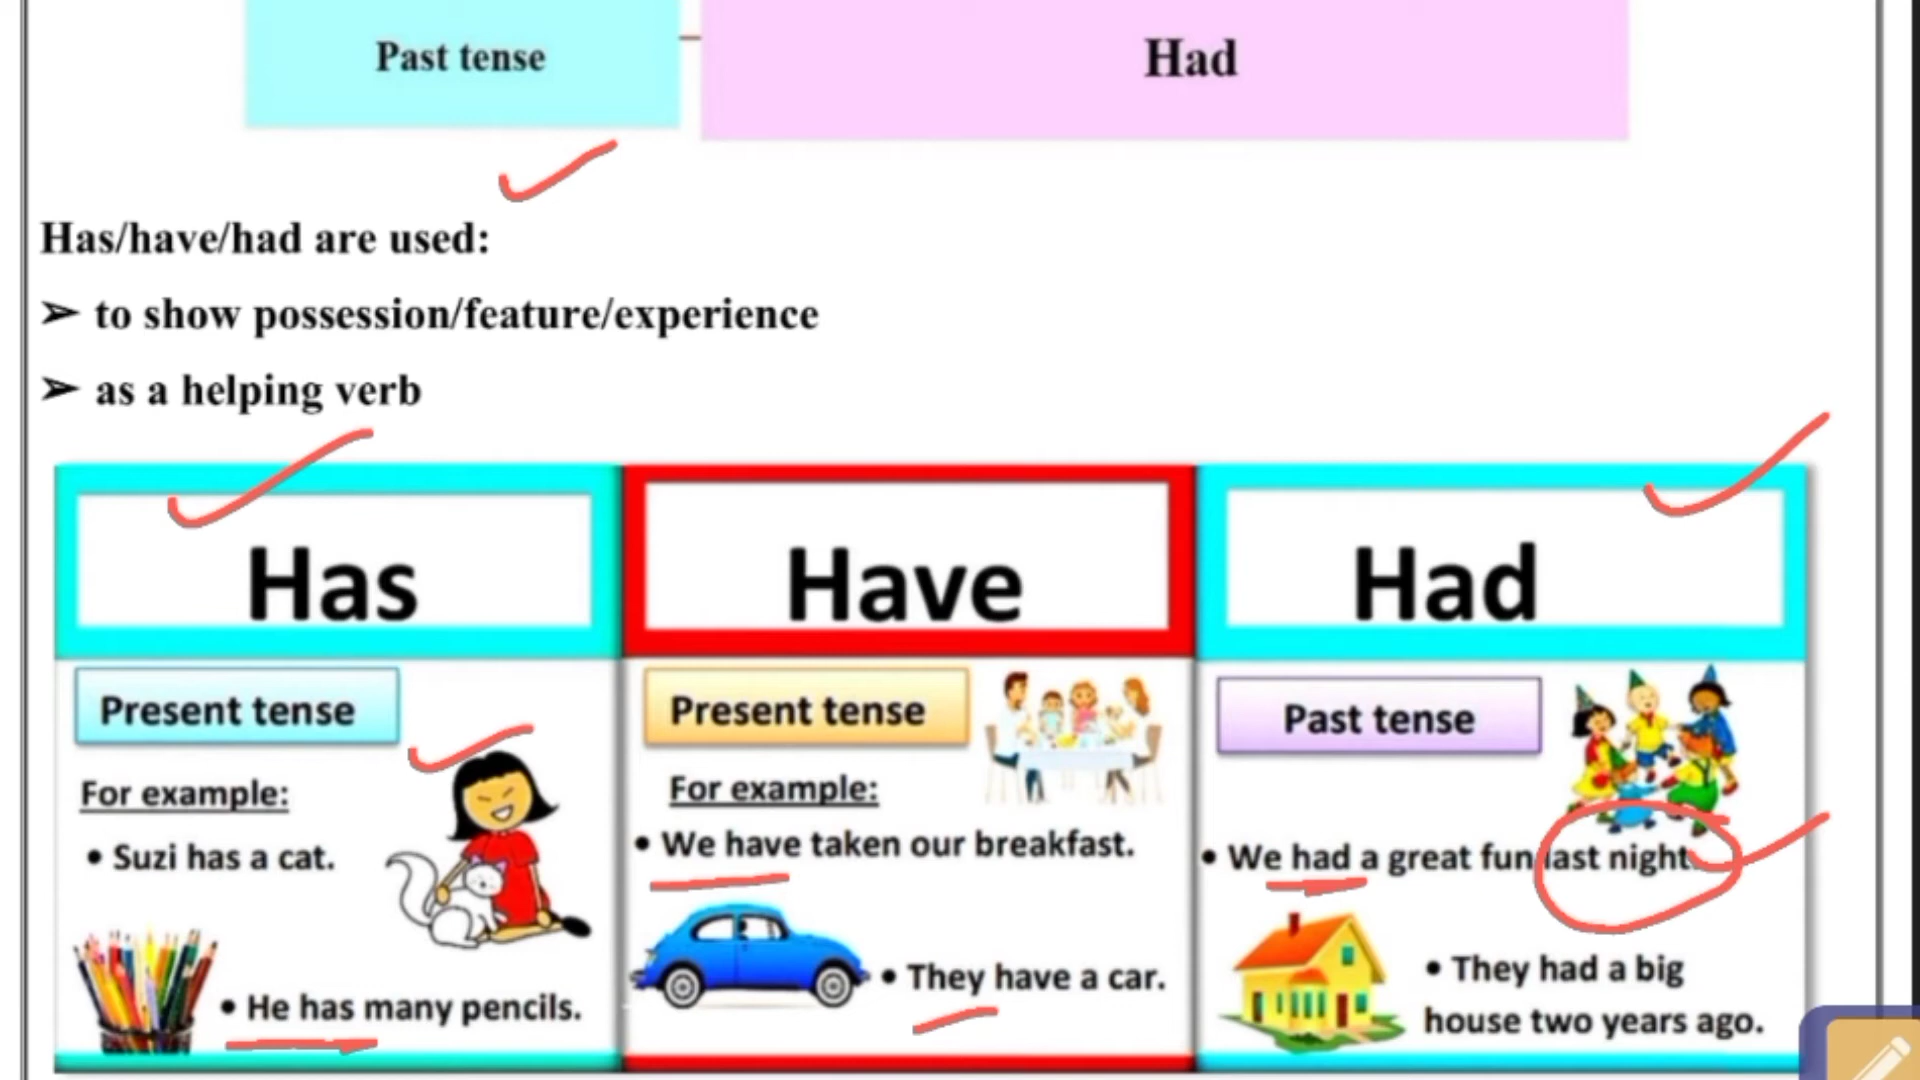 Past tense
Had
Has/have/had are used:
➢ to show possession/feature/experience
➢ as a helping verb
Has
Have
Had
Present tense
Present tense
Past tense
For example:
• Suzi has a cat.
• He has many pencils.
For example:
• We have taken our breakfast.
• They have a car.
• We had a great fun last night.
• They had a big
house two years ago.